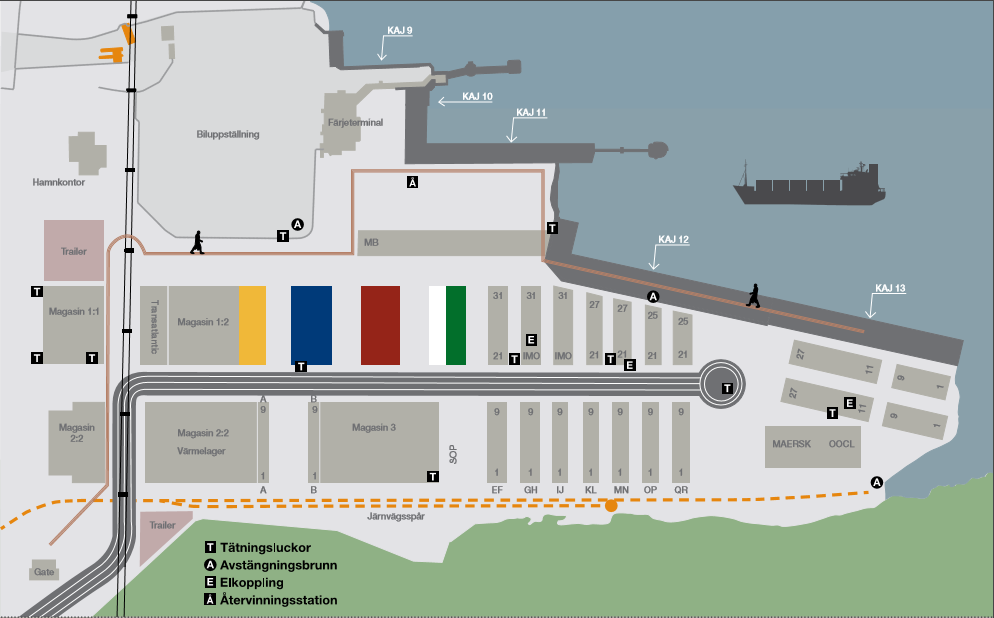 KAJ 9
KAJ 10
KAJ 11
Biluppställning
Färjeterminal
Hamnkontor
Å
A
T
T
MB
KAJ 12
Trailer
KAJ 13
T
Magasin 1:1
T
T
Transatlantic
Magasin 1:2
T
31
21
31
E
IMO
T
31
IMO
27
21
T
27
21
E
A
25
21
25
21
T
27
11
9
1
27
11
E
T
9
1
MAERSK
OOCL
Magasin
2:2
Magasin 2:2
Värmelager
A
9
1
A
B
9
1
B
Magasin 3
T
SOP
9
1
EF
9
1
GH
9
1
IJ
9
1
KL
9
1
MN
9
1
OP
9
1
QR
A
Järnvägsspår
Trailer
Gate
T Tätningsluckor
A Avstängningsbrunn
E Elkoppling
Å Återvinningsstation